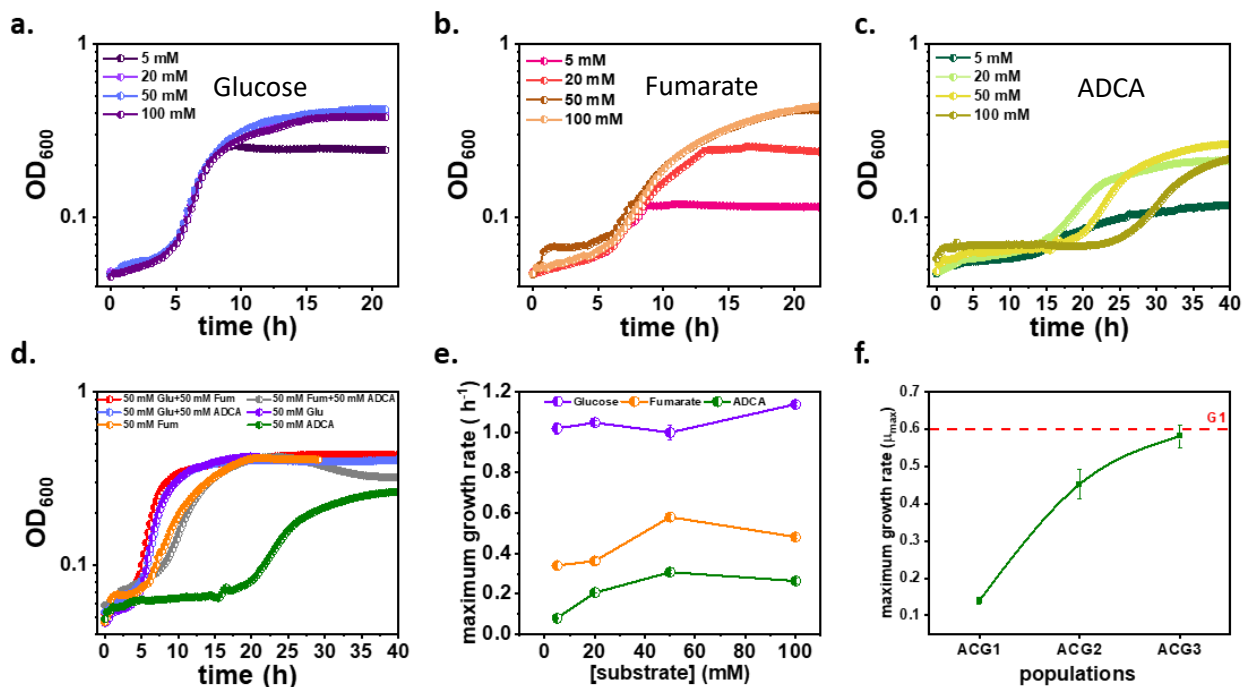 a.
5 mM
20 mM
50 mM
100 mM
Glucose
1
0.1
OD600
0 5 10 15 20
time (h)
b.
5 mM
20 mM
50 mM
100 mM
Fumarate
1
0.1
OD600
0 5 10 15 20
time (h)
c.
5 mM
20 mM
50 mM
100 mM
ADCA
1
0.1
OD600
0 5 10 15 20 25 30 35 40
time (h)
d.
50 mM Glu+50 mM Fum 50 mM Fum+50 mM ADCA
50 mM Glu+50 mM ADCA 50 mM Glu
50 mM Fum 50 mM ADCA
1
0.1
OD600
0 5 10 15 20 25 30 35 40
time (h)
e.
Glucose Fumarate ADCA
1.2
1.0
0.8
0.6
0.4
0.2
0.0
maximum growth rate ( h-1)
0 20 40 60 80 100
[substrate] (mM)
f.
0.7
0.6
0.5
0.4
0.3
0.2
0.1
G1
maximum growth rate (μmax)
ACG1 ACG2 ACG3
populations